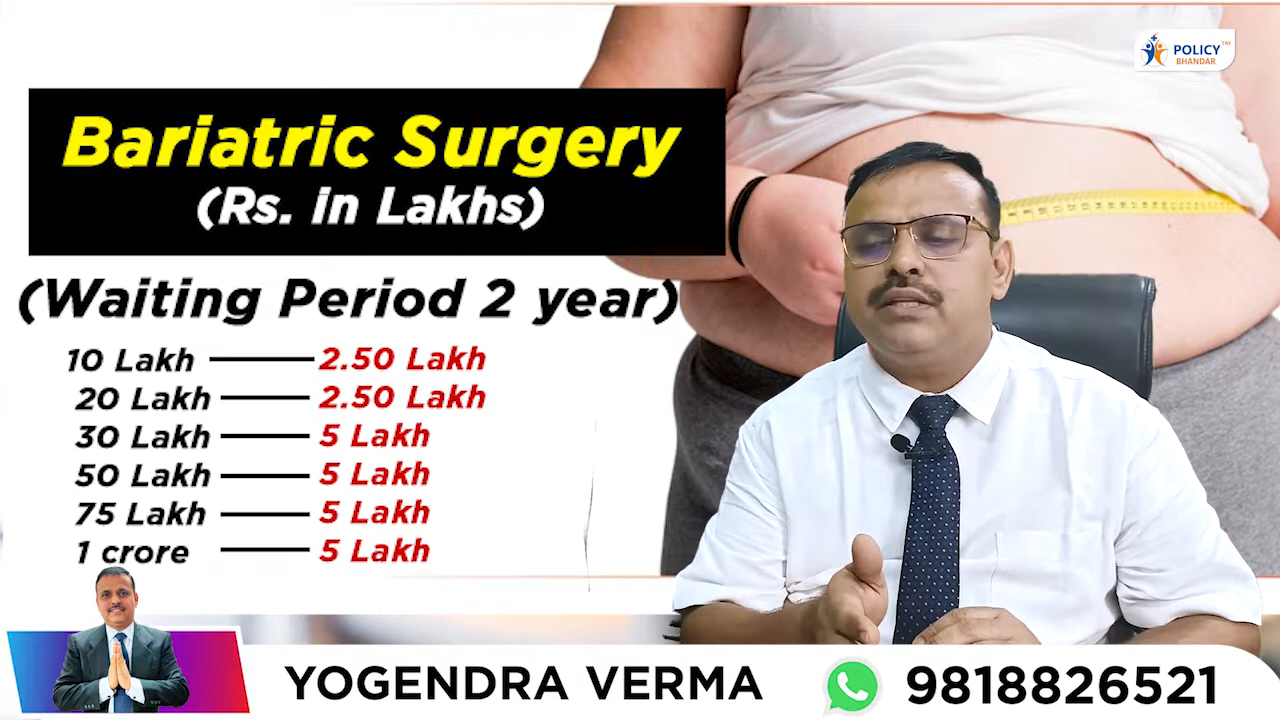 POLICY
BHANDAR
TM
Bariatric Surgery
(Rs. in Lakhs)
(Waiting Period 2 year)
10 Lakh 2.50 Lakh
20 Lakh 2.50 Lakh
30 Lakh 5 Lakh
50 Lakh 5 Lakh
75 Lakh 5 Lakh
1 crore 5 Lakh
YOGENDRA VERMA 9818826521